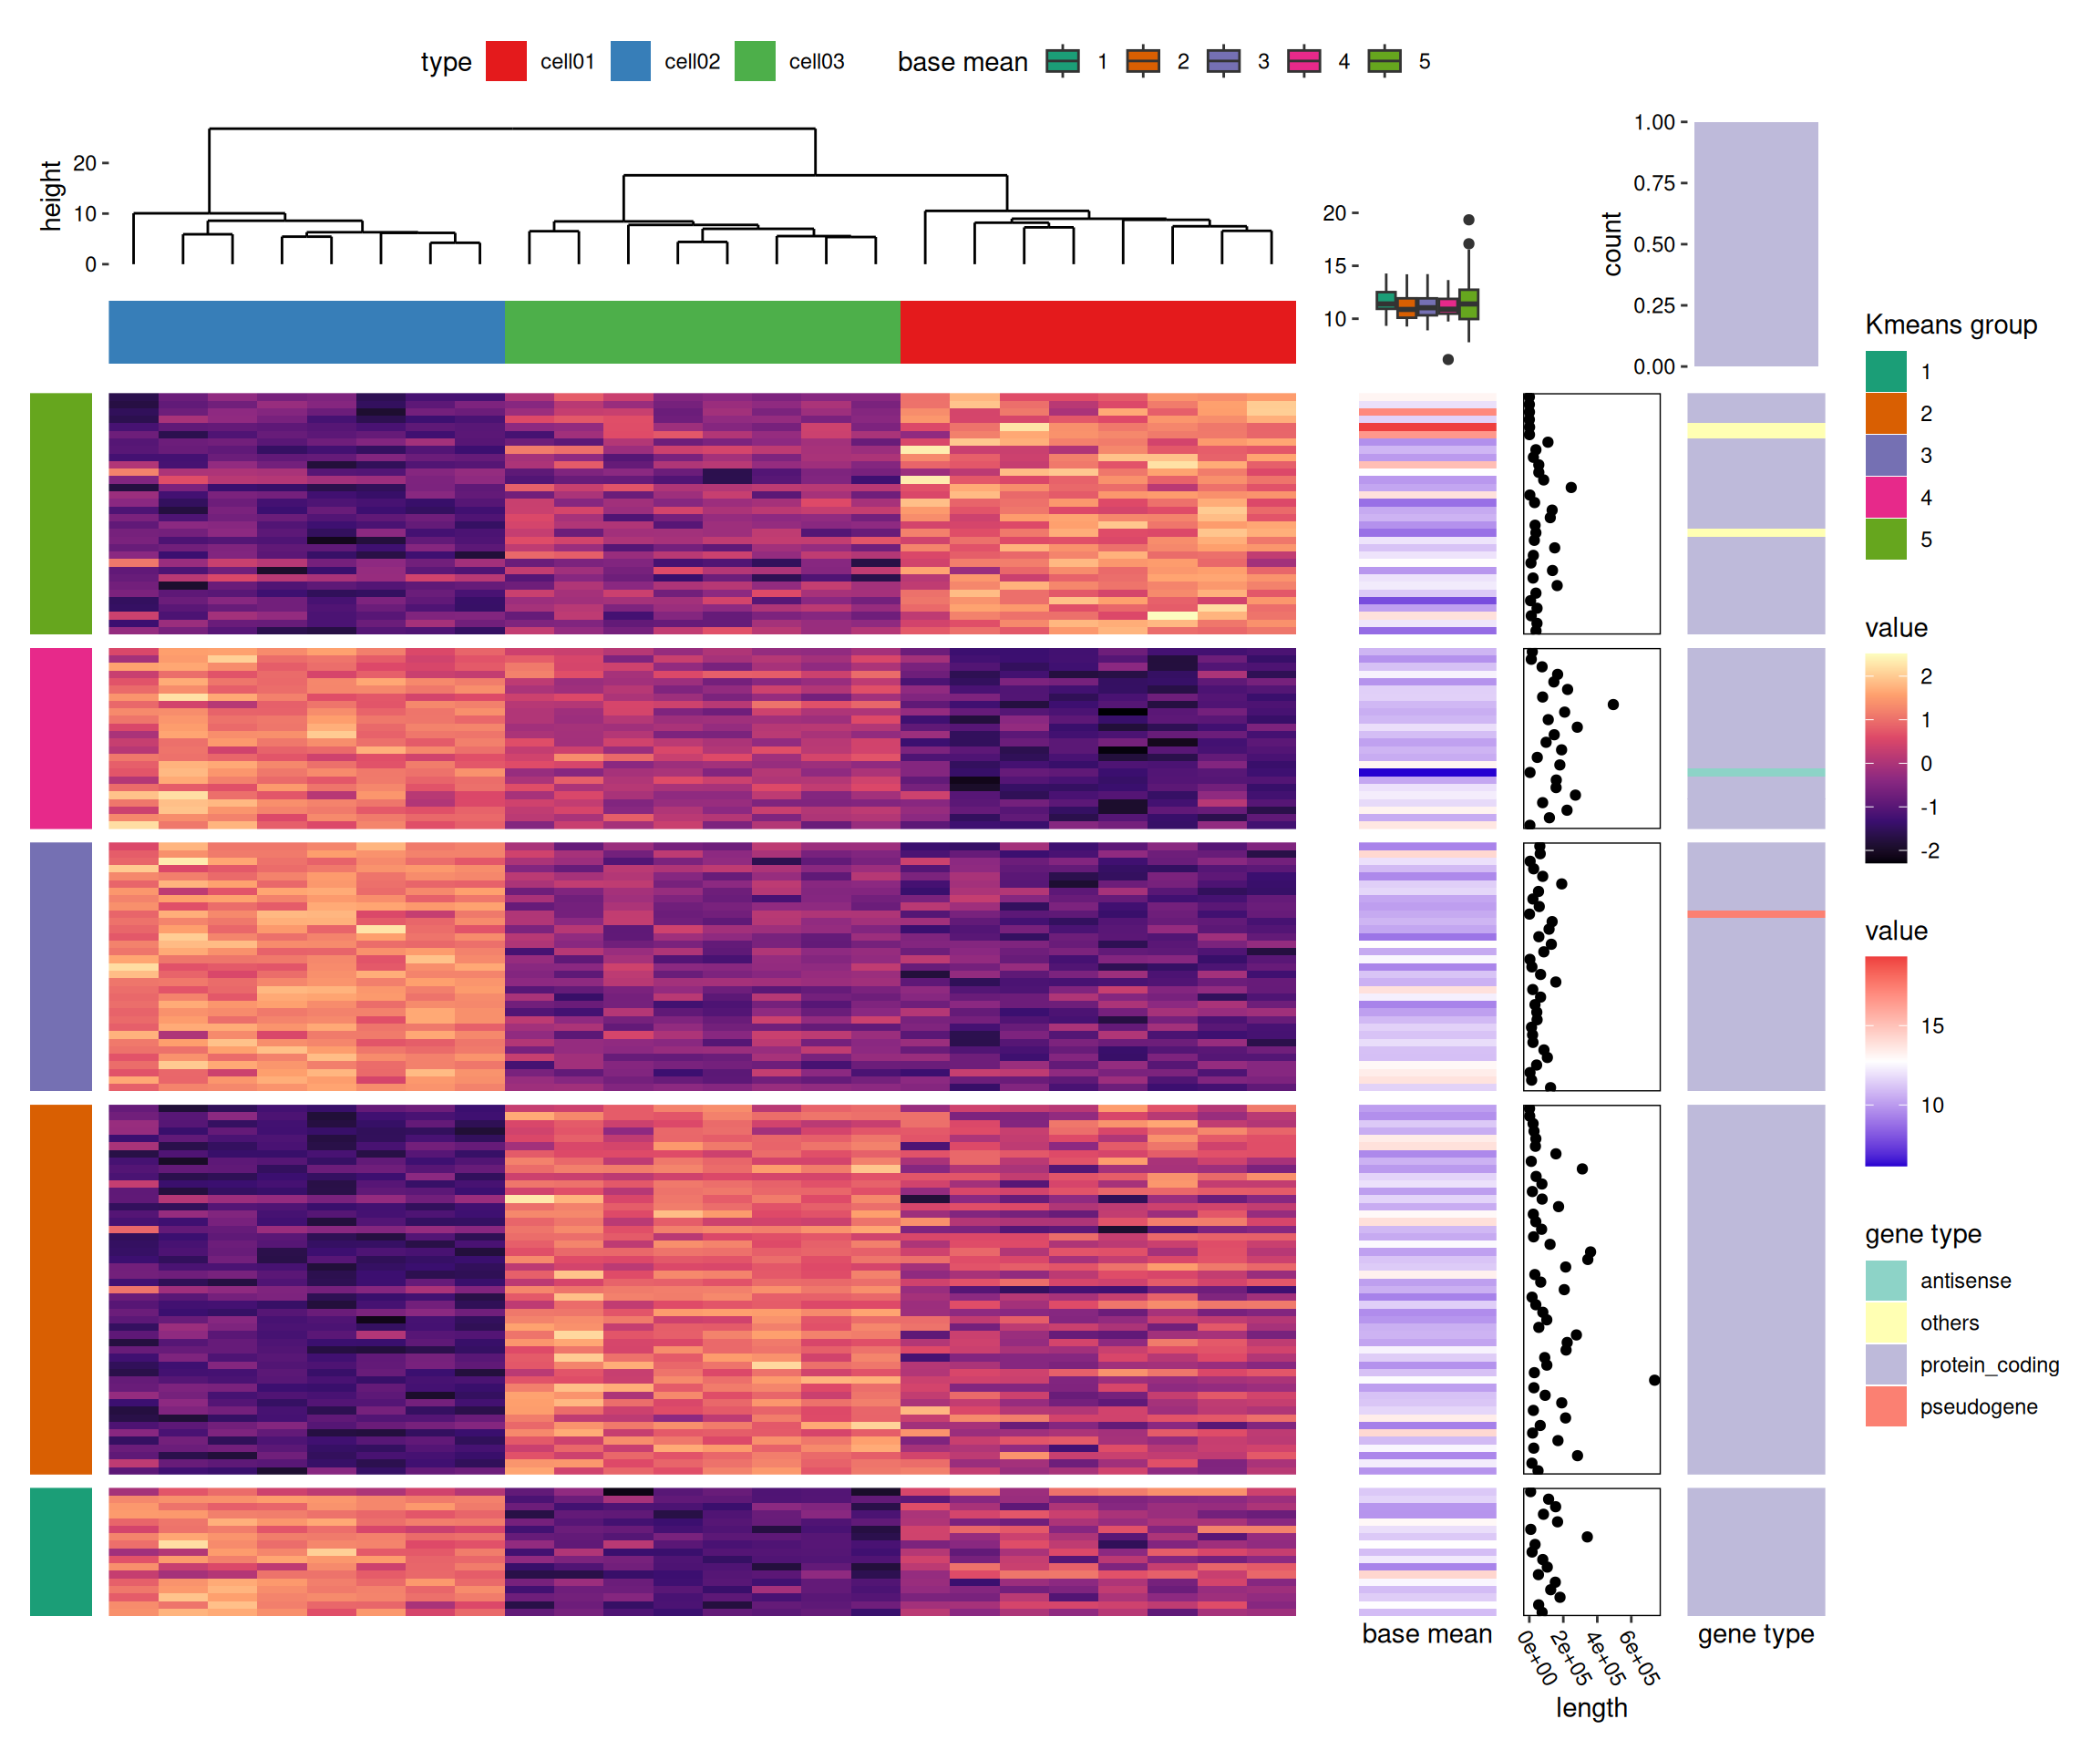 type cell01 cell02 cell03 base mean 1 2 3 4 5
height
20
10
0
20
15
10
count
1.00
0.75
0.50
0.25
0.00
Kmeans group
1
2
3
4
5
value
2
1
0
-1
-2
value
15
10
gene type
antisense
others
protein_coding
pseudogene
base mean
0e+00
2e+05
4e+05
6e+05
length
gene type